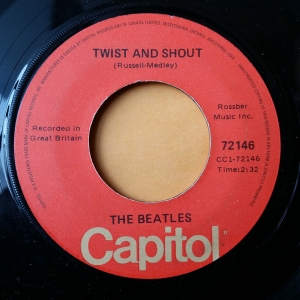 TWIST AND SHOUT
(Russell-Medley)
Rossber
Music Inc.
Recorded in
Great Britain
72146
CC1-72146
Time:2:32
THE BEATLES
Capitol